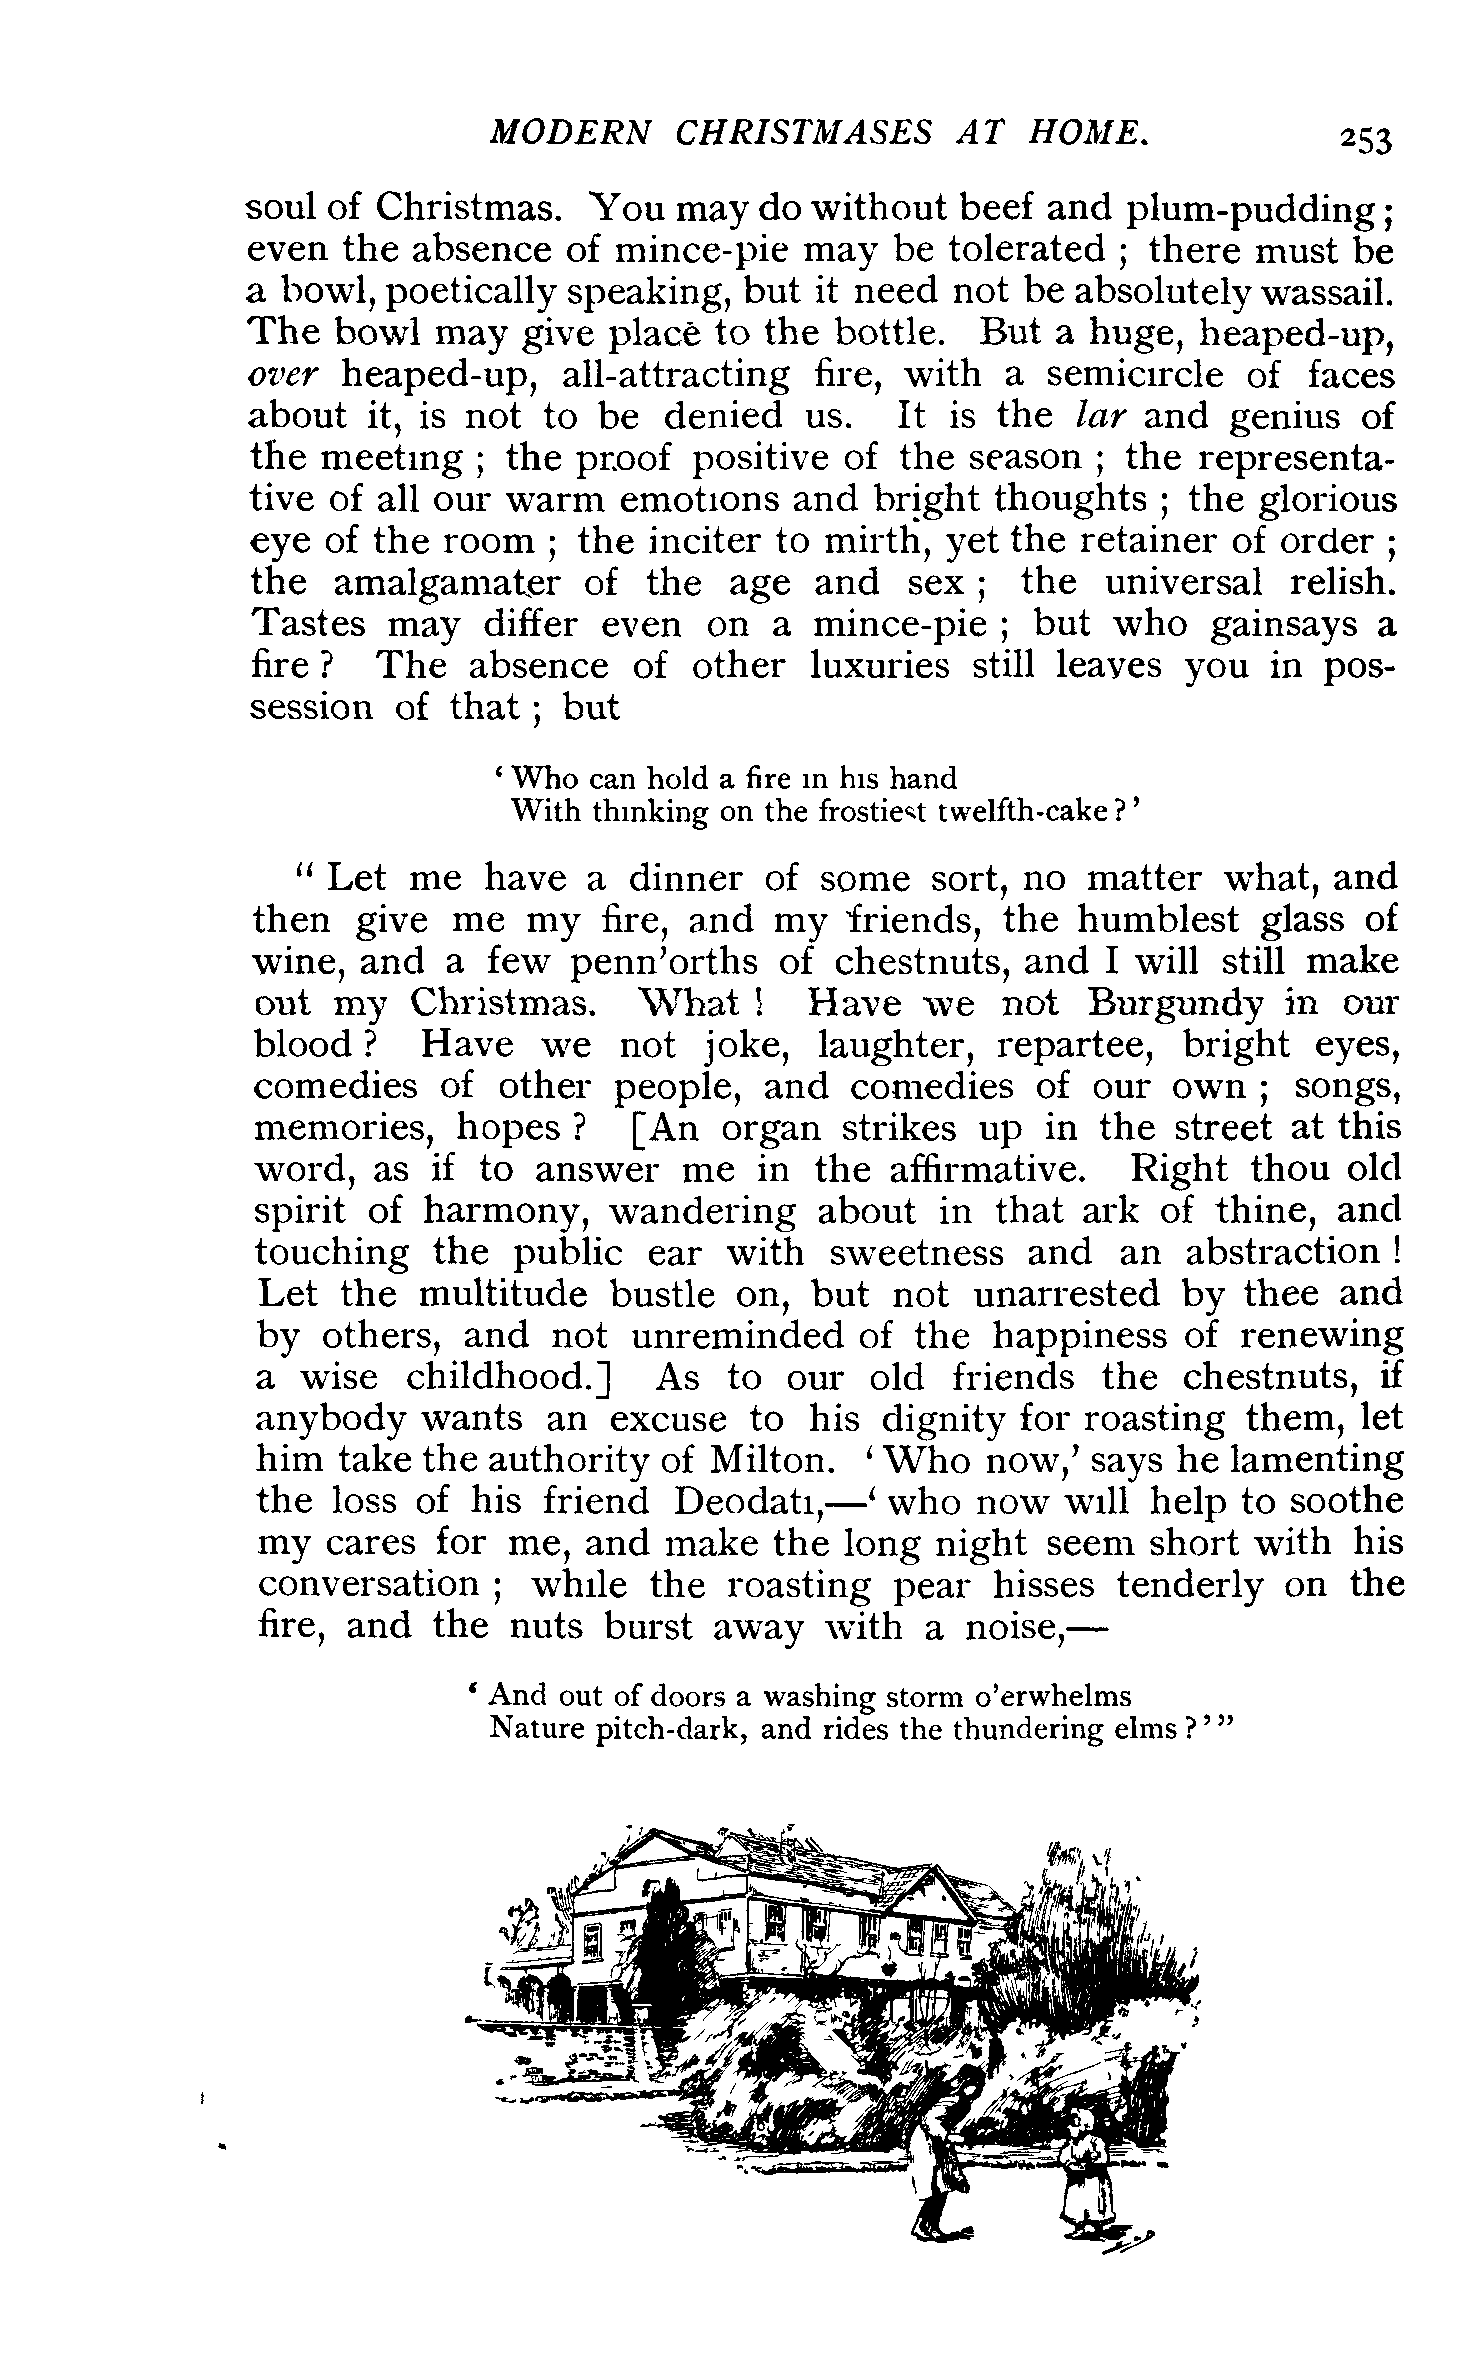 MODERN CHRISTMASES AT HOME. 253
soul of Christmas. You may do without beef and plum-pudding;
even the absence of mince-pie may be tolerated ; there must be
a bowl, poetically speaking, but it need not be absolutely wassail.
The bowl may give place to the bottle. But a huge, heaped-up,
over heaped-up, all-attracting fire, with a semicircle of faces
about it, is not to be denied us. It is the lar and genius of
the meeting ; the proof positive of the season ; the representa-
tive of all our warm emotions and bright thoughts ; the glorious
eye of the room ; the inciter to mirth, yet the retainer of order ;
the amalgamater of the age and sex ; the universal relish.
Tastes may differ even on a mince-pie ; but who gainsays a
fire ? The absence of other luxuries still leaves you in pos-
session of that ; but
‘ Who can hold a fire in his hand
With thinking on the frostiest twelfth-cake ? ’
“ Let me have a dinner of some sort, no matter what, and
then give me my fire, and my friends, the humblest glass of
wine, and a few penn’orths of chestnuts, and I will still make
out my Christmas. What ! Have we not Burgundy in our
blood ? Have we not joke, laughter, repartee, bright eyes,
comedies of other people, and comedies of our own ; songs,
memories, hopes ? [An organ strikes up in the street at this
word, as if to answer me in the affirmative. Right thou old
spirit of harmony, wandering about in that ark of thine, and
touching the public ear with sweetness and an abstraction !
Let the multitude bustle on, but not unarrested by thee and
by others, and not unreminded of the happiness of renewing
a wise childhood.] As to our old friends the chestnuts, if
anybody wants an excuse to his dignity for roasting them, let
him take the authority of Milton. ‘ Who now,’ says he lamenting
the loss of his friend Deodati,—‘ who now will help to soothe
my cares for me, and make the long night seem short with his
conversation ; while the roasting pear hisses tenderly on the
fire, and the nuts burst away with a noise,—
‘ And out of doors a washing storm o’erwhelms
Nature pitch-dark, and rides the thundering elms ? ’ ”